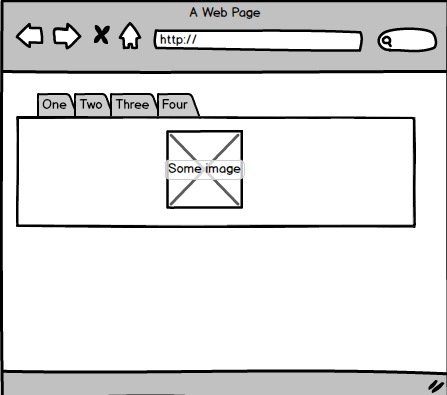 A Web Page
http://
One Two Three Four
Some image